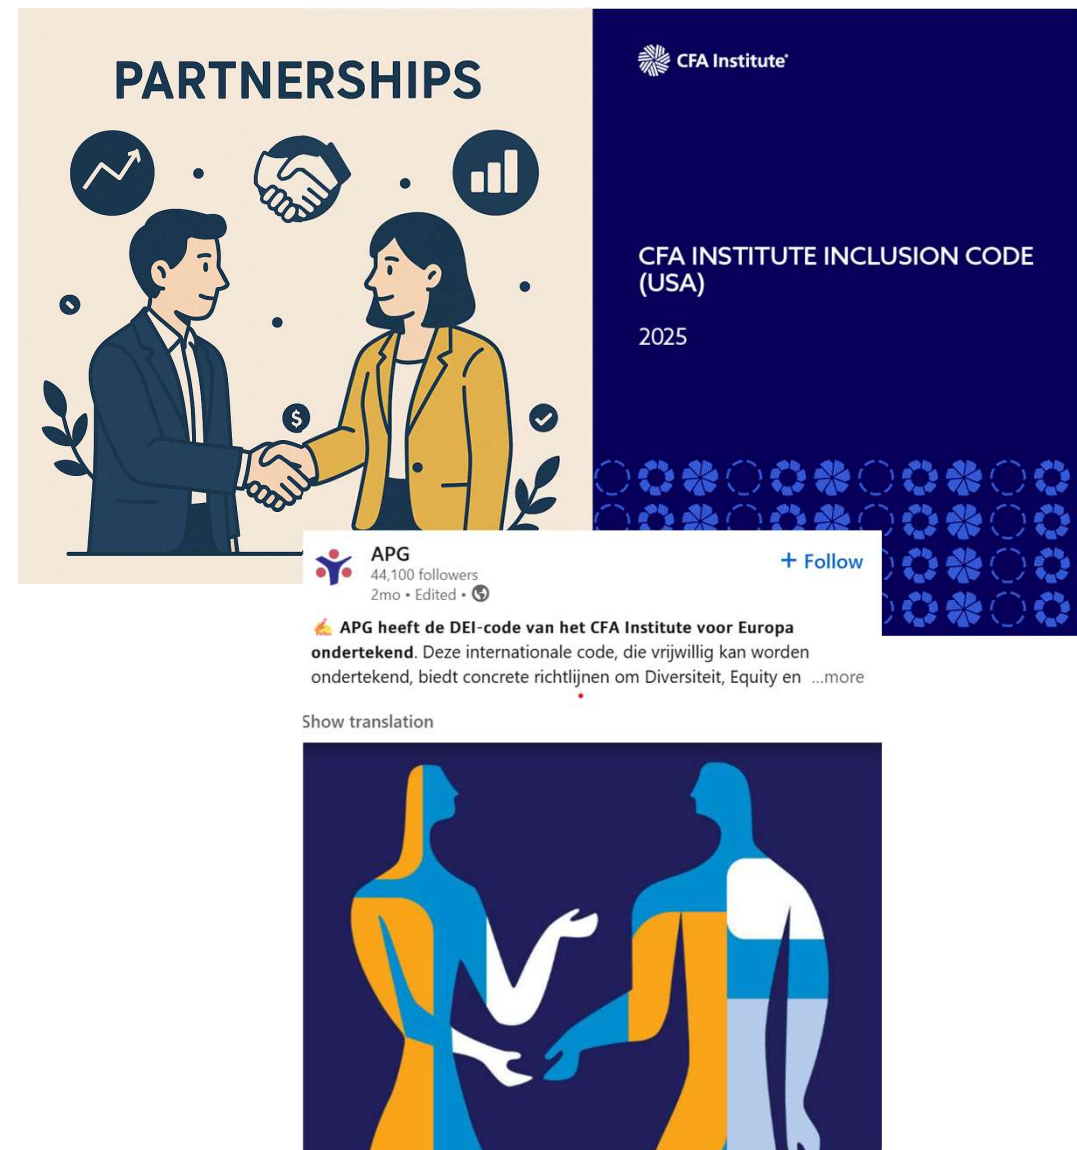 PARTNERSHIPS
$
CFA Institute
CFA INSTITUTE INCLUSION CODE
(USA)
2025
APG
44,100 followers
2mo • Edited •
+ Follow
✍️ APG heeft de DEI-code van het CFA Institute voor Europa
ondertekend. Deze internationale code, die vrijwillig kan worden
ondertekend, biedt concrete richtlijnen om Diversiteit, Equity en ...more
Show translation